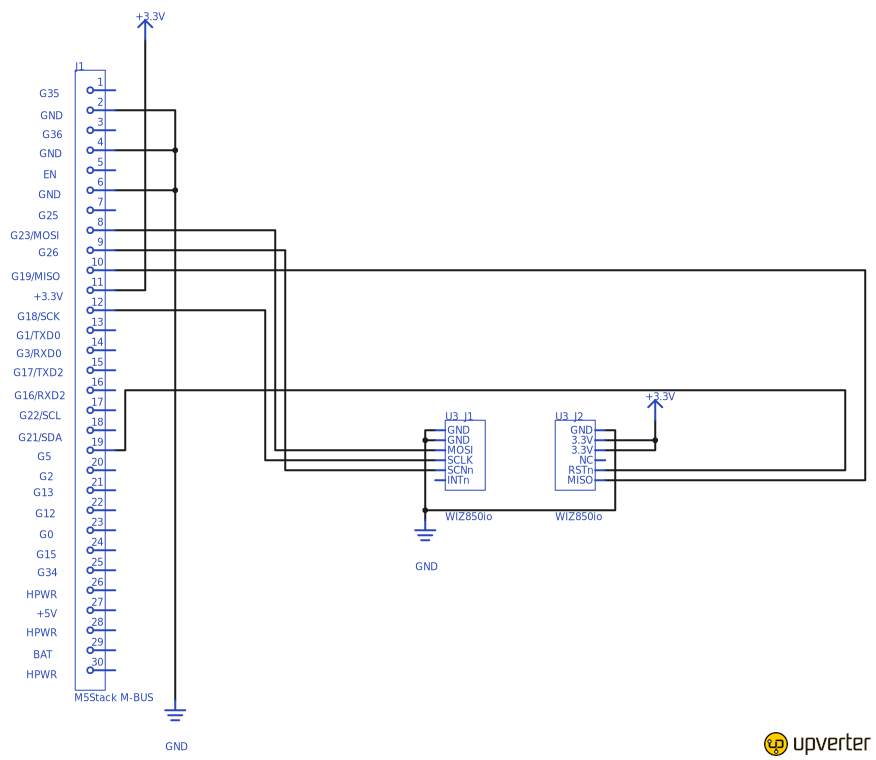 +3.3V
J1
1
G35
2
GND
3
G36
4
GND
5
EN
6
GND
7
G25
8
G23/MOSI
9
G26
10
G19/MISO
11
+3.3V
12
G18/SCK
13
G1/TXD0
14
G3/RXD0
15
G17/TXD2
16
G16/RXD2
17
G22/SCL
18
G21/SDA
19
G5
20
G2
21
G13
22
G12
23
G0
24
G15
25
G34
26
HPWR
27
+5V
28
HPWR
29
BAT
30
HPWR
M5Stack M-BUS
GND
U3_J1
GND
GND
MOSI
SCLK
SCNn
INTn
WIZ850io
GND
U3_J2
+3.3V
GND
3.3V
3.3V
NC
RSTn
MISO
WIZ850io
upverter